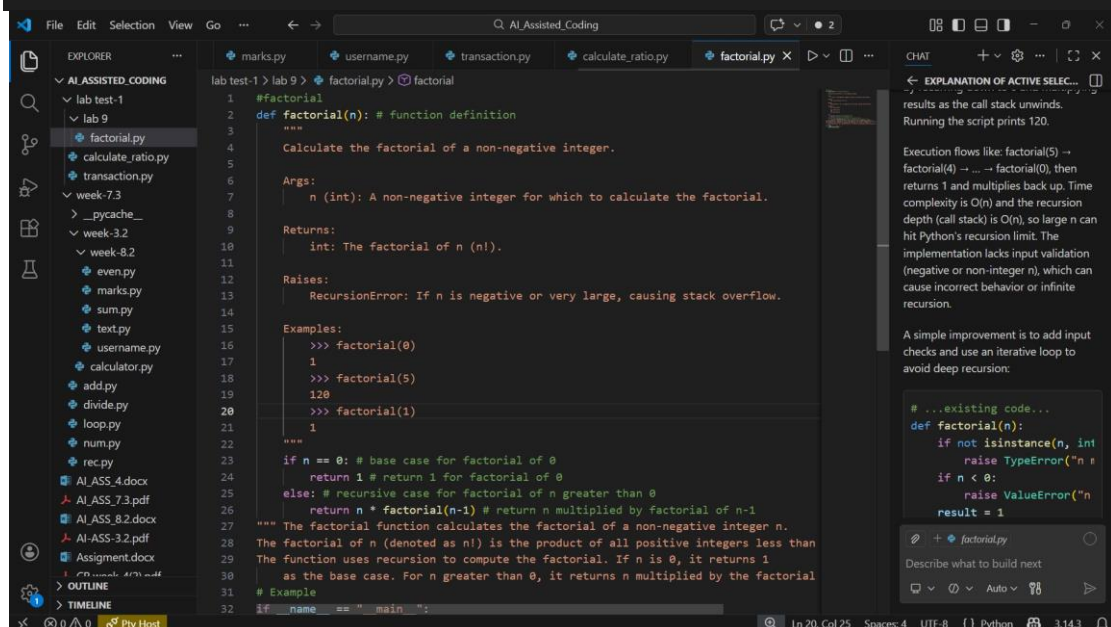 File Edit Selection View Go ... ← → AI_Assisted_Coding 2
EXPLORER ...
AI_ASSISTED_CODING
lab test-1
lab 9
factorial.py
calculate_ratio.py
transaction.py
week-7.3
__pycache__
week-3.2
week-8.2
even.py
marks.py
sum.py
text.py
username.py
calculator.py
add.py
divide.py
loop.py
num.py
rec.py
AI_ASS_4.docx
AI_ASS_7.3.pdf
AI_ASS_8.2.docx
AI-ASS-3.2.pdf
Assigment.docx
OUTLINE
TIMELINE
marks.py username.py transaction.py calculate_ratio.py factorial.py
lab test-1 > lab 9 > factorial.py > factorial
1 #factorial
2 def factorial(n): # function definition
3 """
4 Calculate the factorial of a non-negative integer.
5
6 Args:
7 n (int): A non-negative integer for which to calculate the factorial.
8
9 Returns:
10 int: The factorial of n (n!).
11
12 Raises:
13 RecursionError: If n is negative or very large, causing stack overflow.
14
15 Examples:
16 >>> factorial(0)
17 1
18 >>> factorial(5)
19 120
20 >>> factorial(1)
21 1
22 """
23 if n == 0: # base case for factorial of 0
24 return 1 # return 1 for factorial of 0
25 else: # recursive case for factorial of n greater than 0
26 return n * factorial(n-1) # return n multiplied by factorial of n-1
27 """ The factorial function calculates the factorial of a non-negative integer n.
28 The factorial of n (denoted as n!) is the product of all positive integers less than
29 The function uses recursion to compute the factorial. If n is 0, it returns 1
30 as the base case. For n greater than 0, it returns n multiplied by the factorial
31 # Example
32 if __name__ == "__main__":
CHAT
EXPLANATION OF ACTIVE SELEC...
results as the call stack unwinds.
Running the script prints 120.
Execution flows like: factorial(5) →
factorial(4) → ... → factorial(0), then
returns 1 and multiplies back up. Time
complexity is O(n) and the recursion
depth (call stack) is O(n), so large n can
hit Python's recursion limit. The
implementation lacks input validation
(negative or non-integer n), which can
cause incorrect behavior or infinite
recursion.
A simple improvement is to add input
checks and use an iterative loop to
avoid deep recursion:
# ...existing code...
def factorial(n):
if not isinstance(n, int
raise TypeError("n m
if n < 0:
raise ValueError("n
result = 1
+ factorial.py
Describe what to build next
Auto
1
0 0 Pty Host Ln 20, Col 25 Spaces: 4 UTF-8 {} Python 3.14.3